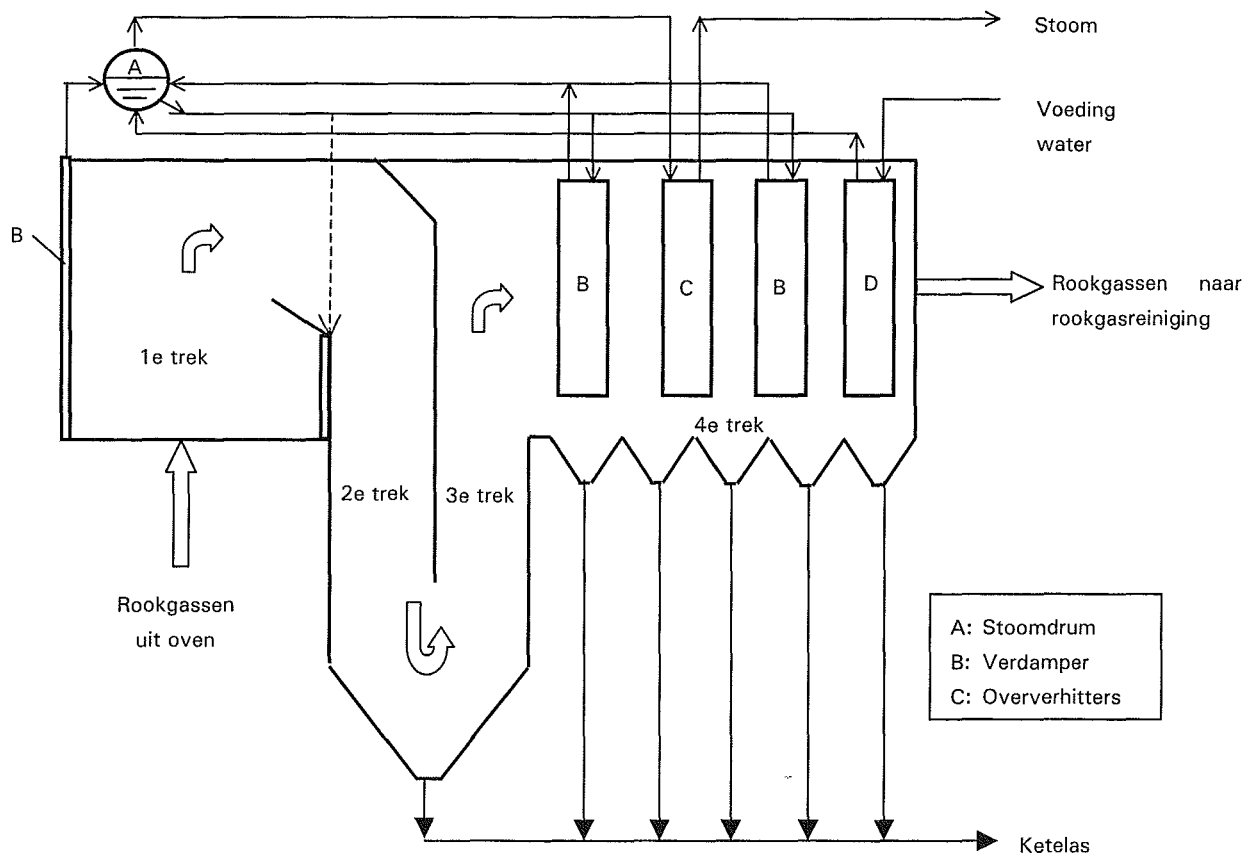 Stoom
A
Voeding
water
B
B
C
B
D
Rookgassen naar
rookgasreiniging
1e trek
4e trek
2e trek
3e trek
Rookgassen
uit oven
A: Stoomdrum
B: Verdamper
C: Oververhitters
Ketelas